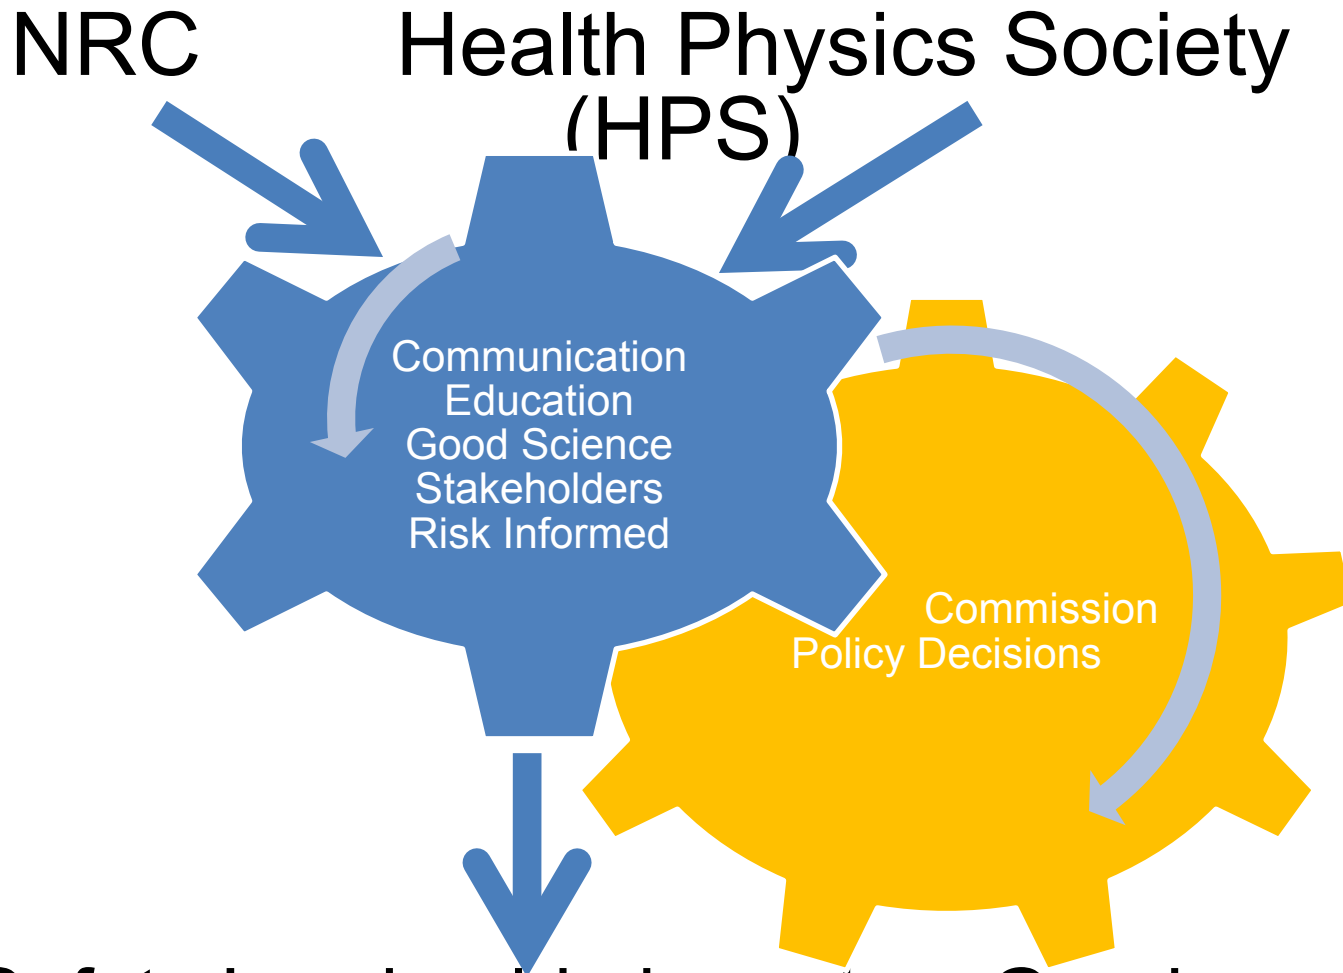 NRC Health Physics Society
(HPS)
Communication
Education
Good Science
Stakeholders
Risk Informed
Commission
Policy Decisions